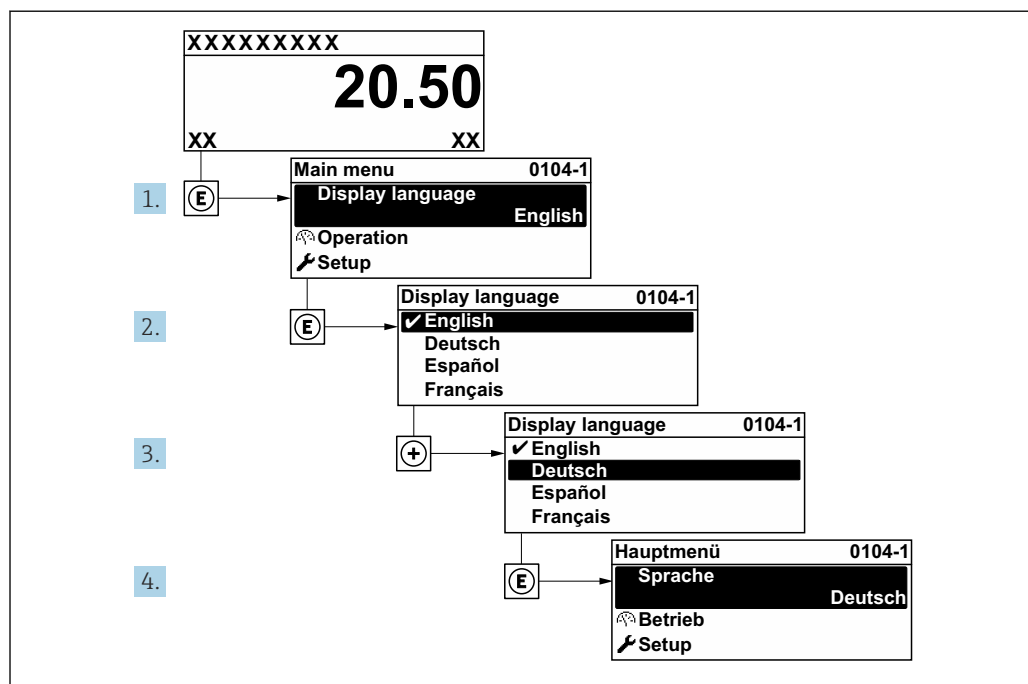 XXXXXXXXX
20.50
XX XX
1. E
Main menu 0104-1
Display language
English
Operation
Setup
2. E
Display language 0104-1
✔English
Deutsch
Español
Français
3. +
Display language 0104-1
✔English
Deutsch
Español
Français
4. E
Hauptmenü 0104-1
Sprache
Deutsch
Betrieb
Setup